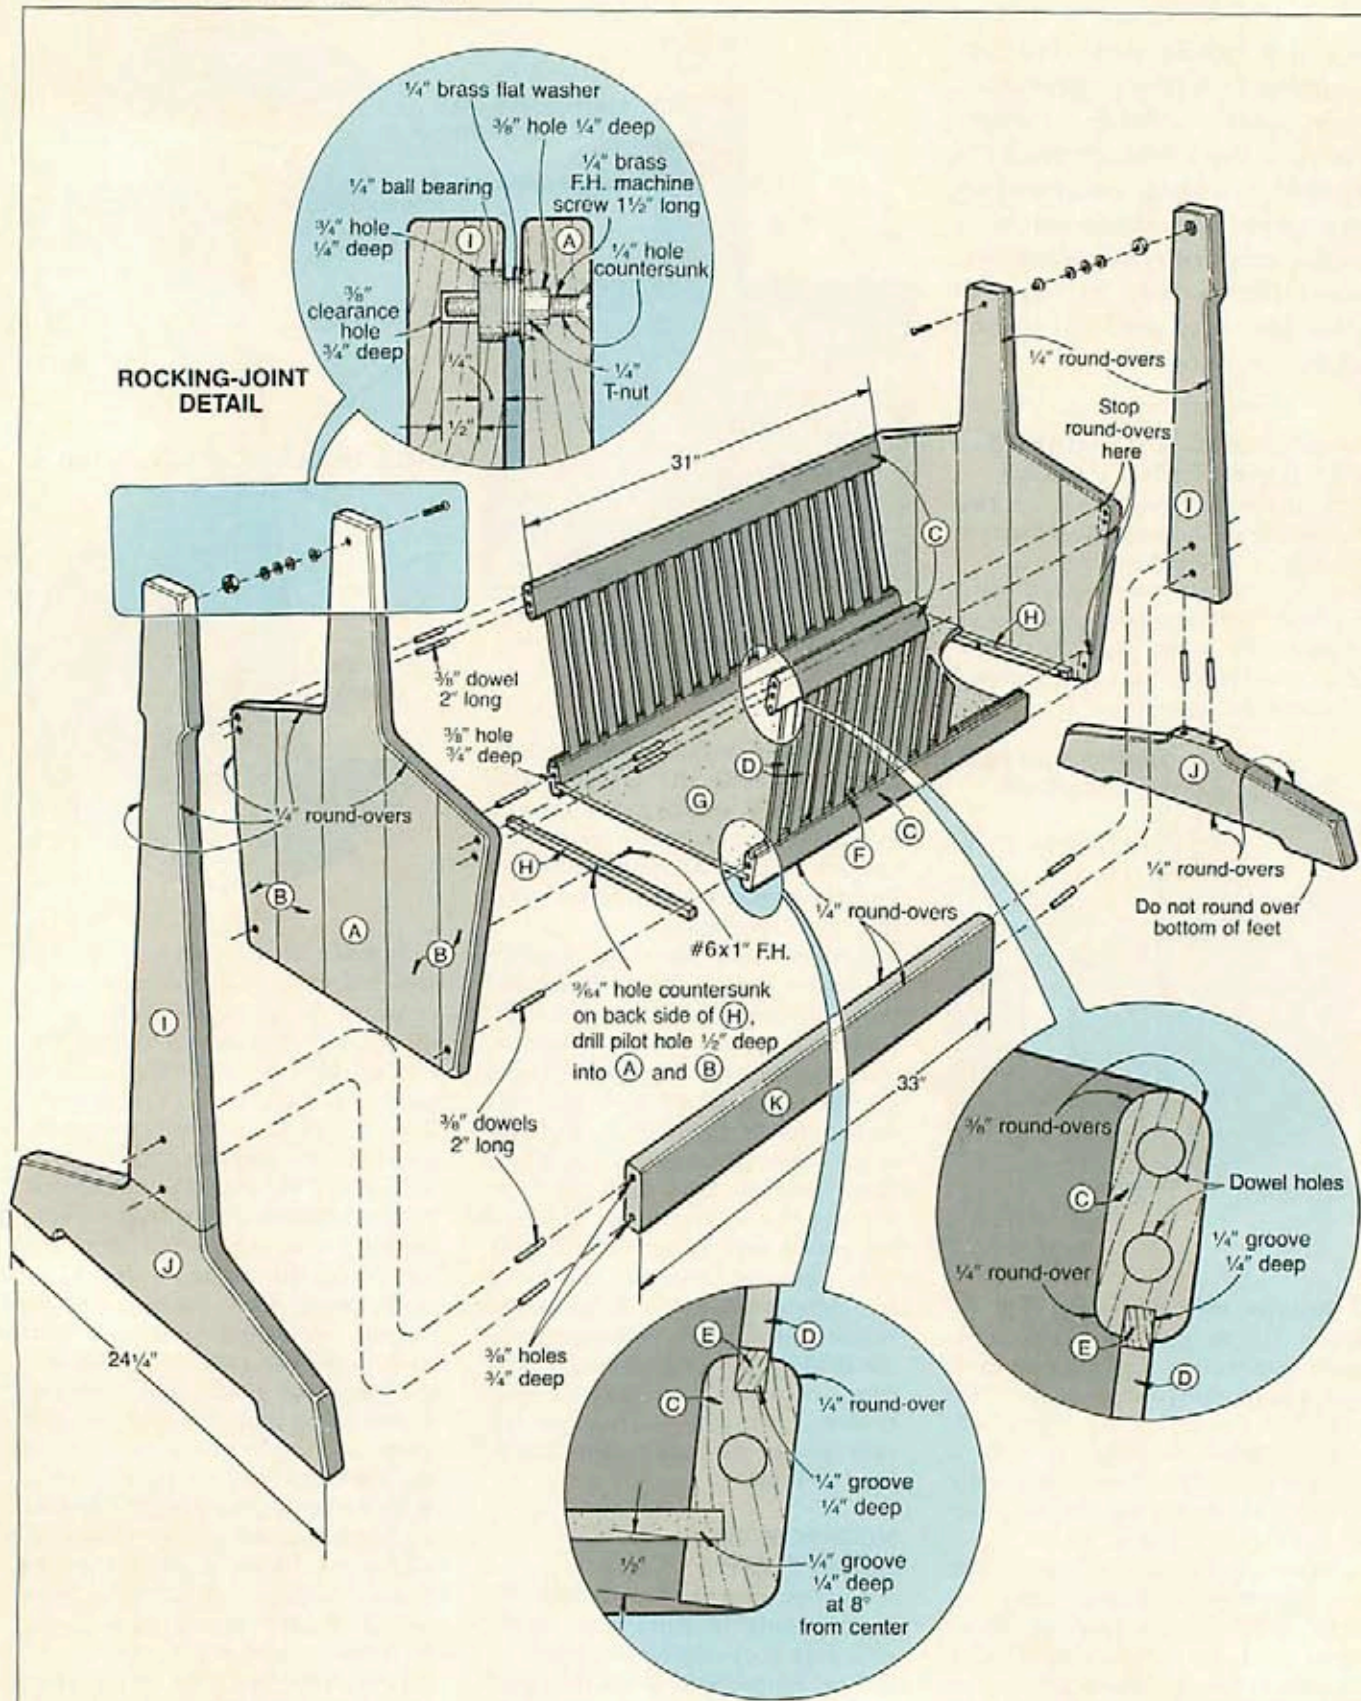 ¼" brass flat washer
⅜" hole ¼" deep
¼" brass
F.H. machine
screw 1½" long
¼" ball bearing
¾" hole
¼" deep
I
A
¼" hole
countersunk
⅜"
clearance
hole
¾" deep
¼"
½"
¼"
T-nut
ROCKING-JOINT
DETAIL
31"
¼" round-overs
Stop
round-overs
here
C
I
H
⅜" dowel
2" long
⅜" hole
¾" deep
D
G
J
¼" round-overs
H
F
C
B
A
B
¼" round-overs
¼" round-overs
Do not round over
bottom of feet
#6x1" F.H.
9⁄64" hole countersunk
on back side of H,
drill pilot hole ½" deep
into A and B
I
K
33"
⅜" dowels
2" long
J
24¼"
⅜" holes
¾" deep
⅜" round-overs
Dowel holes
C
¼" groove
¼" deep
¼" round-over
E
D
E
D
C
¼" round-over
¼" groove
¼" deep
½"
¼" groove
¼" deep
at 8°
from center